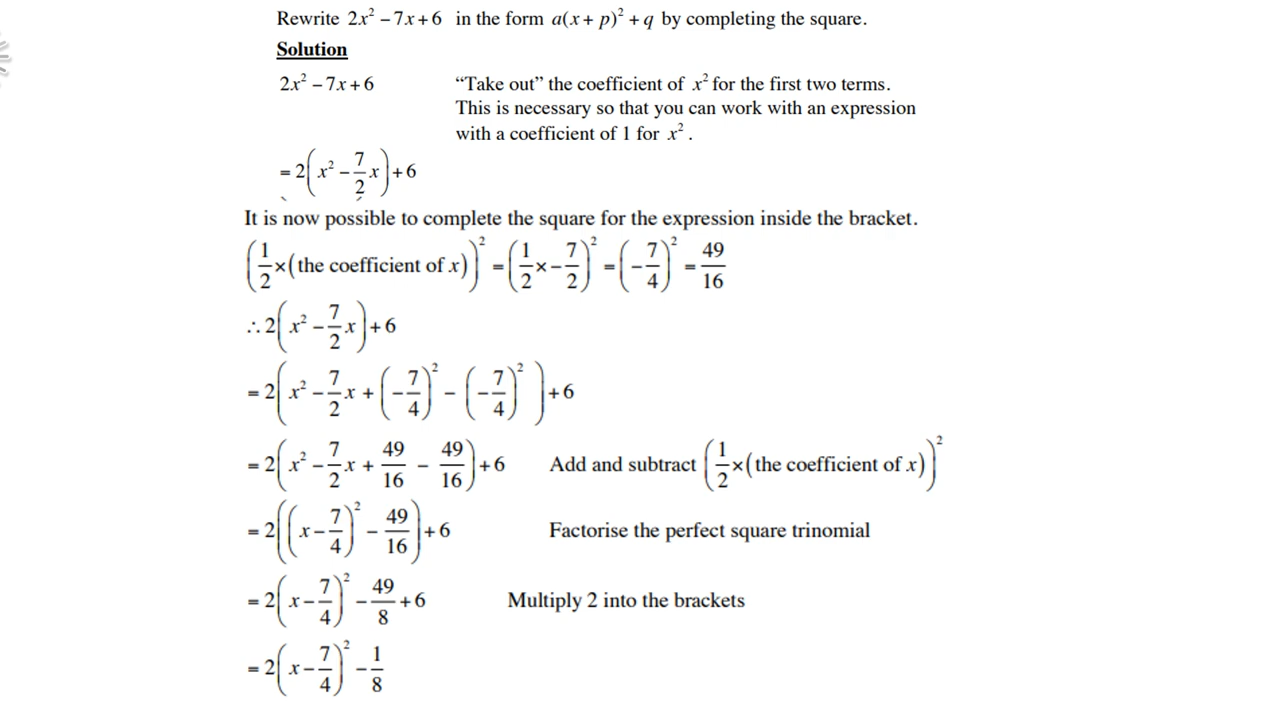 Rewrite 2x² − 7x + 6 in the form a(x + p)² + q by completing the square.
Solution
2x² − 7x + 6 “Take out” the coefficient of x² for the first two terms.
This is necessary so that you can work with an expression
with a coefficient of 1 for x².
= 2(x² − 7/2 x) + 6
It is now possible to complete the square for the expression inside the bracket.
(1/2 × (the coefficient of x))² = (1/2 × −7/2)² = (−7/4)² = 49/16
∴ 2(x² − 7/2 x) + 6
= 2(x² − 7/2 x + (−7/4)² − (−7/4)²) + 6
= 2(x² − 7/2 x + 49/16 − 49/16) + 6 Add and subtract (1/2 × (the coefficient of x))²
= 2((x − 7/4)² − 49/16) + 6 Factorise the perfect square trinomial
= 2(x − 7/4)² − 49/8 + 6 Multiply 2 into the brackets
= 2(x − 7/4)² − 1/8